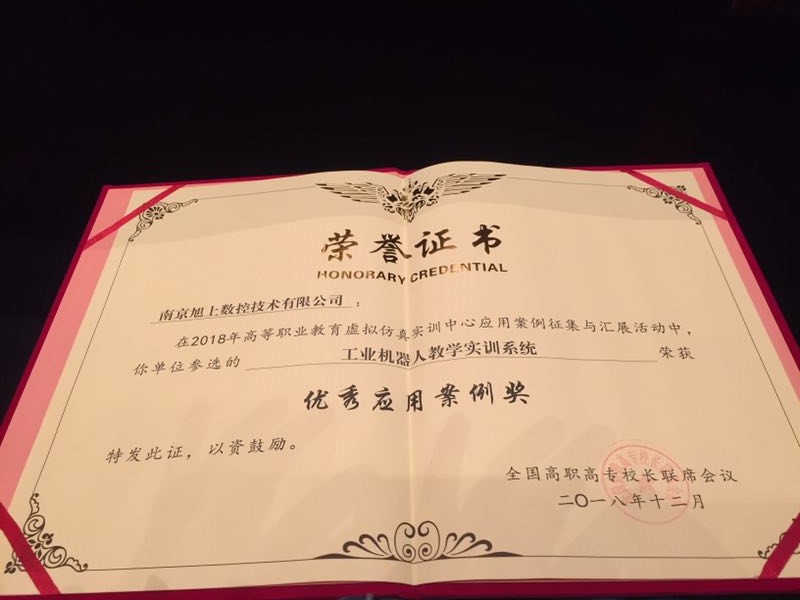 荣誉证书
HONORARY CREDENTIAL
南京旭上数控技术有限公司：
在2018年高等职业教育虚拟仿真实训中心应用案例征集与汇展活动中，
你单位参选的 工业机器人教学实训系统 荣获
优秀应用案例奖
特发此证，以资鼓励。
全国高职高专校长联席会议
二〇一八年十二月